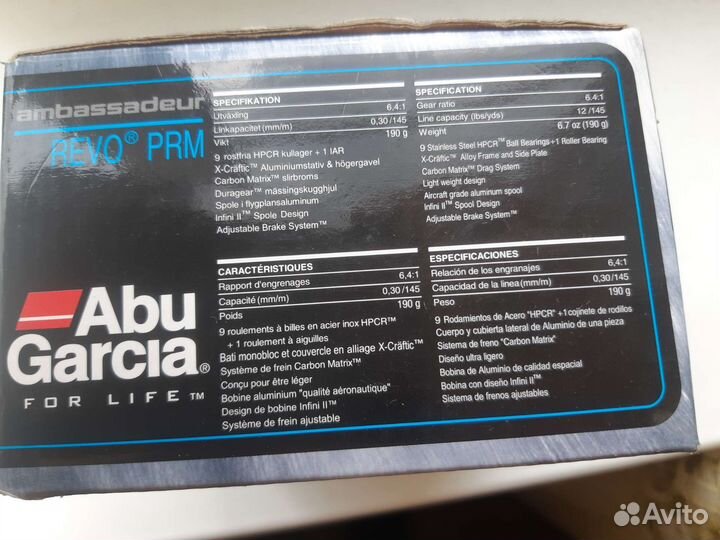 ambassadeur
REVO® PRM
SPECIFIKATION
Utväxling 6,4:1
Linkapacitet (mm/m) 0,30/145
Vikt 190 g
9 rostfria HPCR kullager + 1 IAR
X-Cräftic™ Aluminiumstativ & högergavel
Carbon Matrix™ slirbroms
Duragear™ mässingskugghjul
Spole i flygplansaluminum
Infini II™ Spole Design
Adjustable Brake System™
SPECIFICATION
Gear ratio 6.4:1
Line capacity (lbs/yds) 12/145
Weight 6.7 oz (190 g)
9 Stainless Steel HPCR™ Ball Bearings +1 Roller Bearing
X-Cräftic™ Alloy Frame and Side Plate
Carbon Matrix™ Drag System
Light weight design
Aircraft grade aluminum spool
Infini II™ Spool Design
Adjustable Brake System™
CARACTÉRISTIQUES
Rapport d'engrenages 6,4:1
Capacité (mm/m) 0,30/145
Poids 190 g
9 roulements à billes en acier inox HPCR™
+ 1 roulement à aiguilles
Bati monobloc et couvercle en alliage X-Cräftic™
Système de frein Carbon Matrix™
Conçu pour être léger
Bobine aluminium "qualité aéronautique"
Design de bobine Infini II™
Système de frein ajustable
ESPECIFICACIONES
Relación de los engranajes 6,4:1
Capacidad de la linea (mm/m) 0,30/145
Peso 190 g
9 Rodamientos de Acero "HPCR" +1 cojinete de rodillos
Cuerpo y cubierta lateral de Aluminio de una pieza
Sistema de freno "Carbon Matrix"
Diseño ultra ligero
Bobina de Aluminio de calidad espacial
Bobina con diseño Infini II™
Sistema de frenos ajustables
Abu
Garcia®
FOR LIFE™
Avito